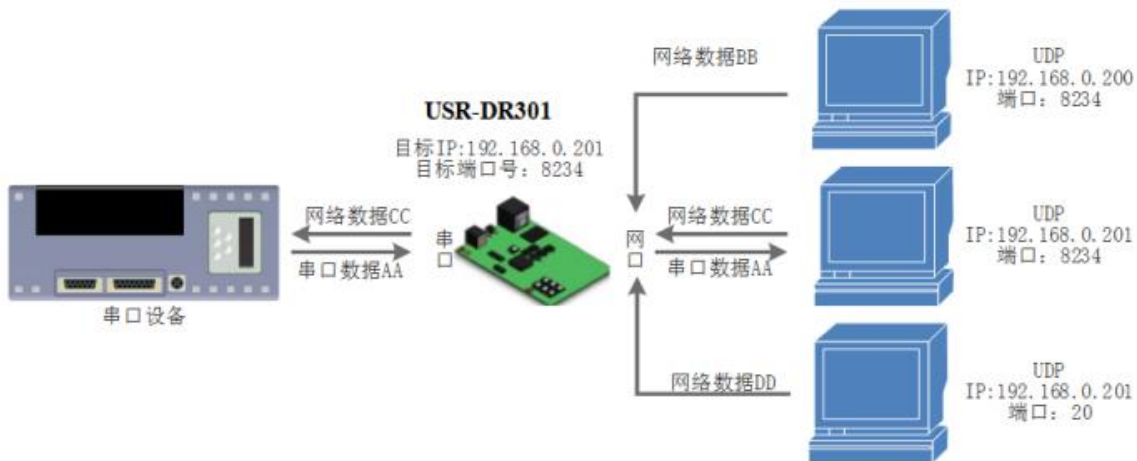 网络数据BB
UDP
IP:192.168.0.200
端口：8234
USR-DR301
目标IP:192.168.0.201
目标端口号：8234
网络数据CC
串口数据AA
串口
网口
网络数据CC
串口数据AA
UDP
IP:192.168.0.201
端口：8234
串口设备
网络数据DD
UDP
IP:192.168.0.201
端口：20